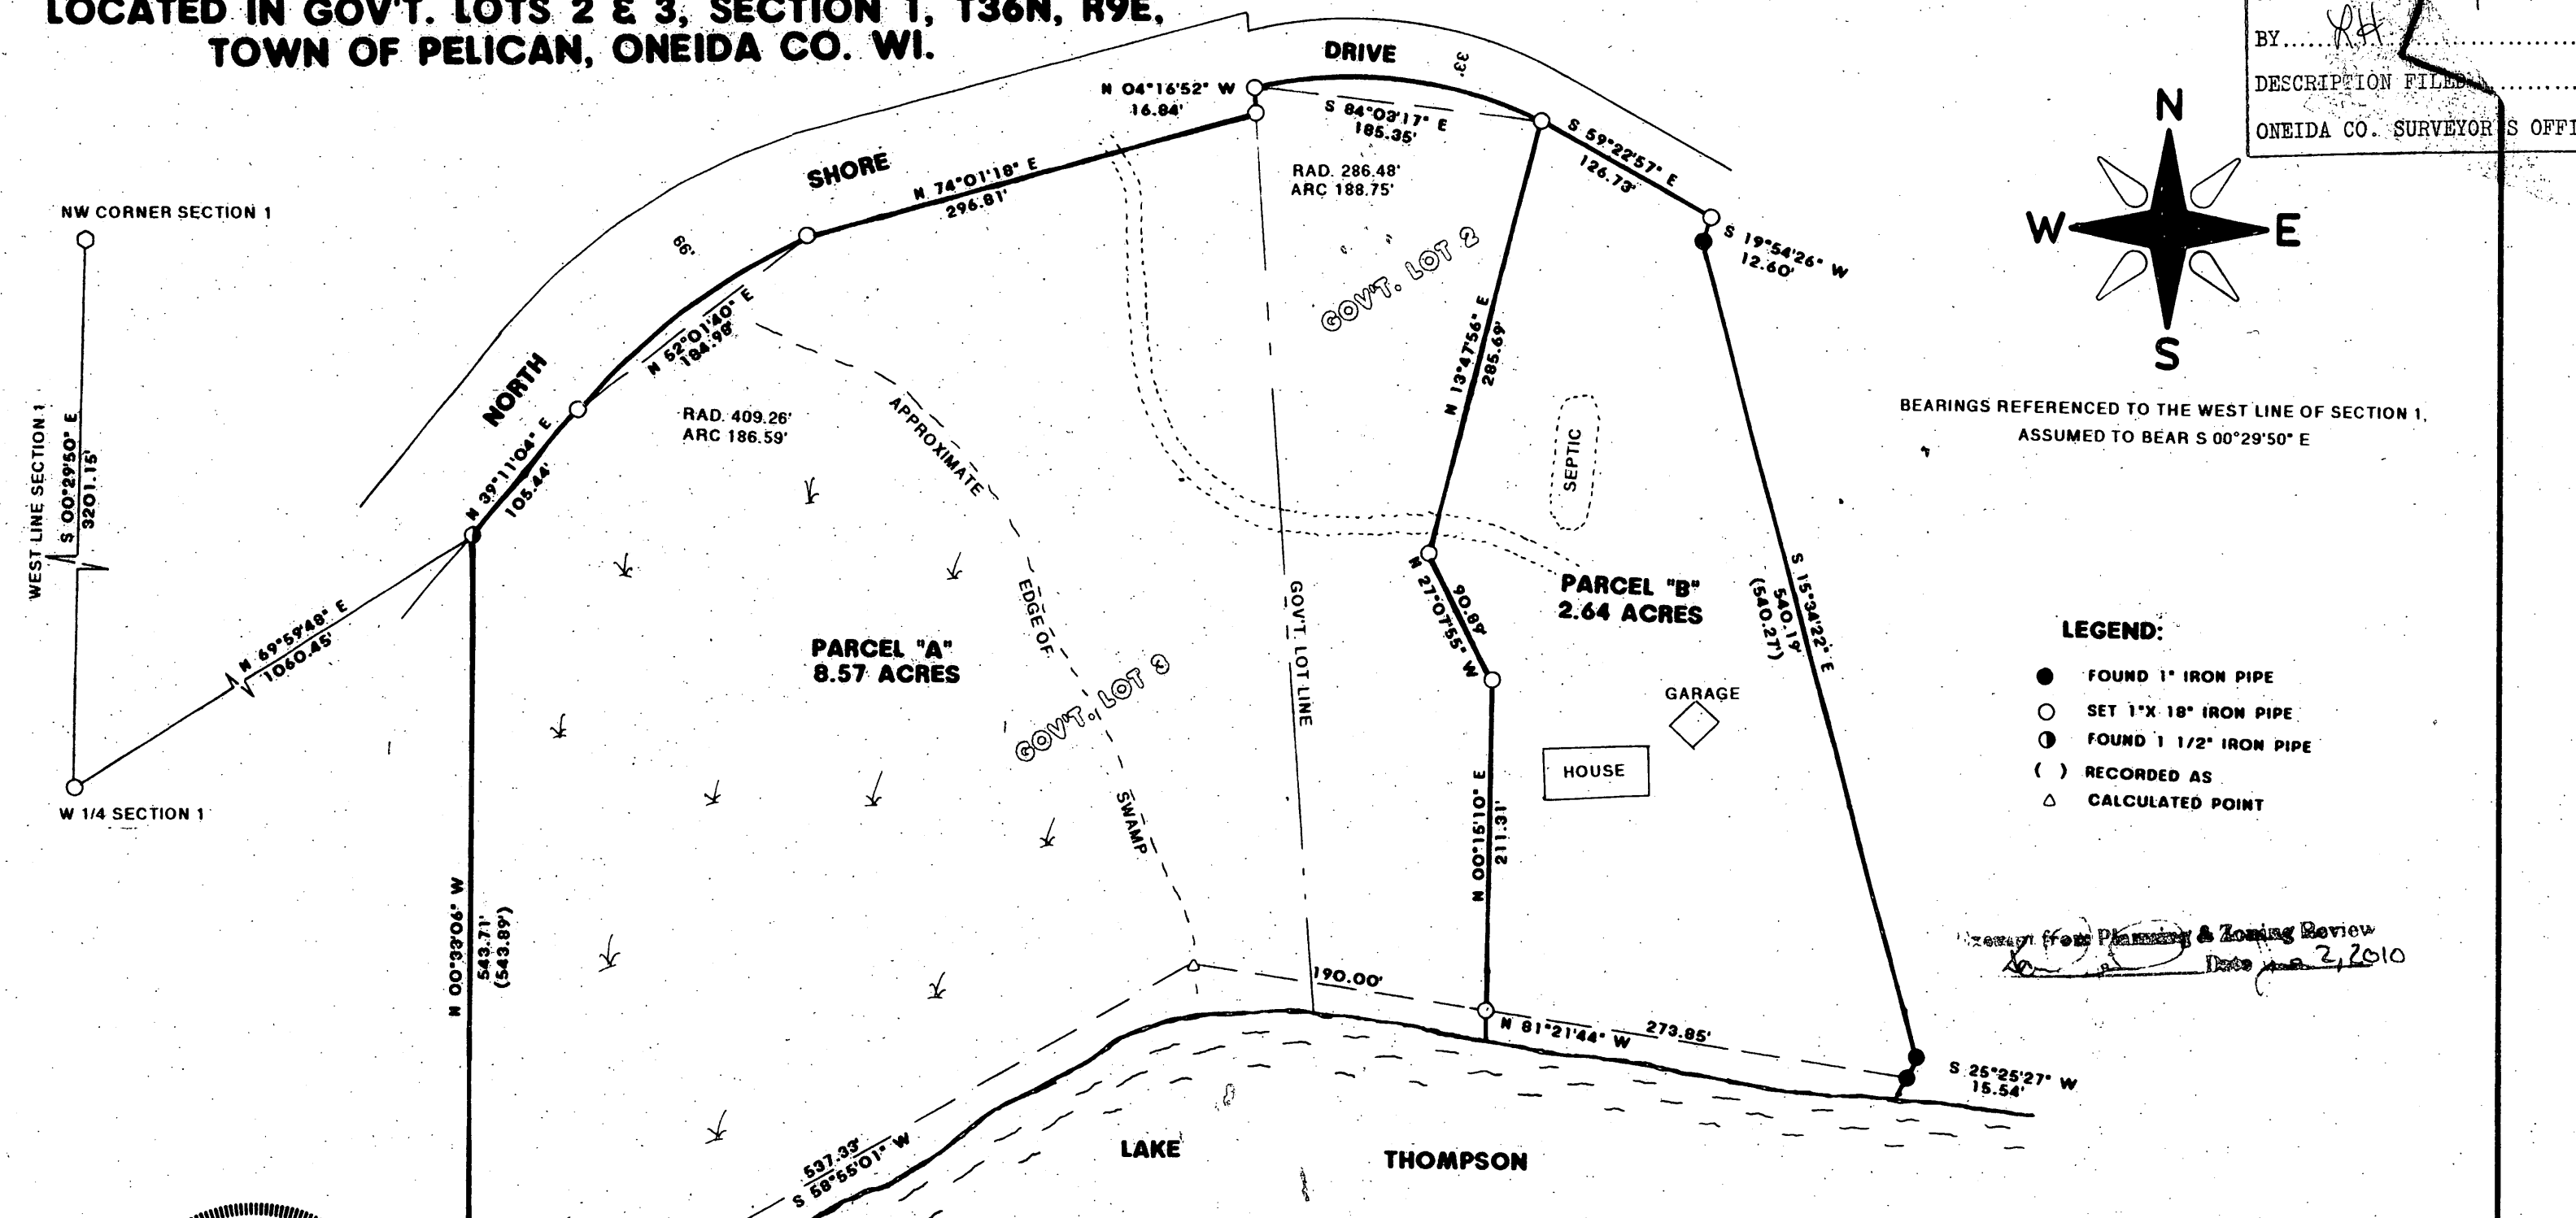 LOCATED IN GOV'T. LOTS 2 & 3, SECTION 1, T36N, R9E,
TOWN OF PELICAN, ONEIDA CO. WI.
BY......RH
DESCRIPTION FILED
ONEIDA CO. SURVEYOR'S OFFI
N
W
E
S
BEARINGS REFERENCED TO THE WEST LINE OF SECTION 1,
ASSUMED TO BEAR S 00°29'50" E
NW CORNER SECTION 1
WEST LINE SECTION 1
S 00°29'50" E
3201.15'
W 1/4 SECTION 1
N 69°59'48" E
1060.45'
NORTH
SHORE
DRIVE
66'
33'
N 39°11'04" E
105.44'
N 52°01'40" E
184.98'
RAD. 409.26'
ARC 186.59'
N 74°01'18" E
296.81'
N 04°16'52" W
16.84'
S 84°03'17" E
185.35'
RAD. 286.48'
ARC 188.75'
S 59°22'57" E
126.73'
S 19°54'26" W
12.60'
GOV'T. LOT 2
N 13°47'56" E
285.69'
SEPTIC
S 15°34'22" E
540.19'
(540.27')
APPROXIMATE
EDGE OF
SWAMP
GOV'T. LOT LINE
N 27°07'55" W
90.89'
PARCEL "B"
2.64 ACRES
PARCEL "A"
8.57 ACRES
GOV'T. LOT 3
GARAGE
HOUSE
N 00°15'10" E
211.31'
N 00°33'06" W
543.71'
(543.89')
190.00'
N 81°21'44" W
273.85'
S 25°25'27" W
15.54'
537.33'
S 58°55'01" W
LAKE THOMPSON
LEGEND:
FOUND 1" IRON PIPE
SET 1"X 18" IRON PIPE
FOUND 1 1/2" IRON PIPE
( ) RECORDED AS
CALCULATED POINT
from Planning & Zoning Review
Date 2, 2010